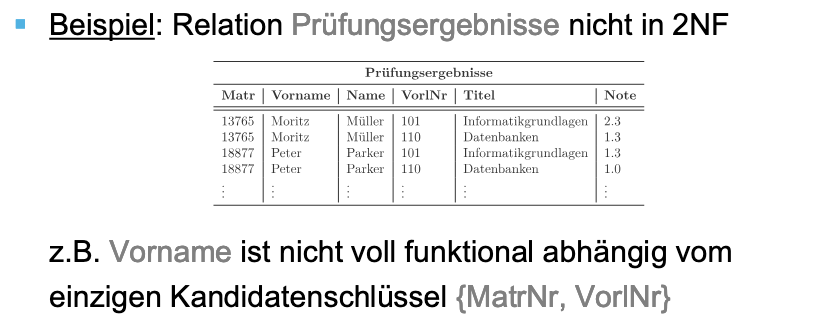 Beispiel: Relation Prüfungsergebnisse nicht in 2NF
Prüfungsergebnisse
Matr Vorname Name VorlNr Titel Note
13765 Moritz Müller 101 Informatikgrundlagen 2.3
13765 Moritz Müller 110 Datenbanken 1.3
18877 Peter Parker 101 Informatikgrundlagen 1.3
18877 Peter Parker 110 Datenbanken 1.0
⋮ ⋮ ⋮ ⋮ ⋮ ⋮
z.B. Vorname ist nicht voll funktional abhängig vom
einzigen Kandidatenschlüssel {MatrNr, VorlNr}